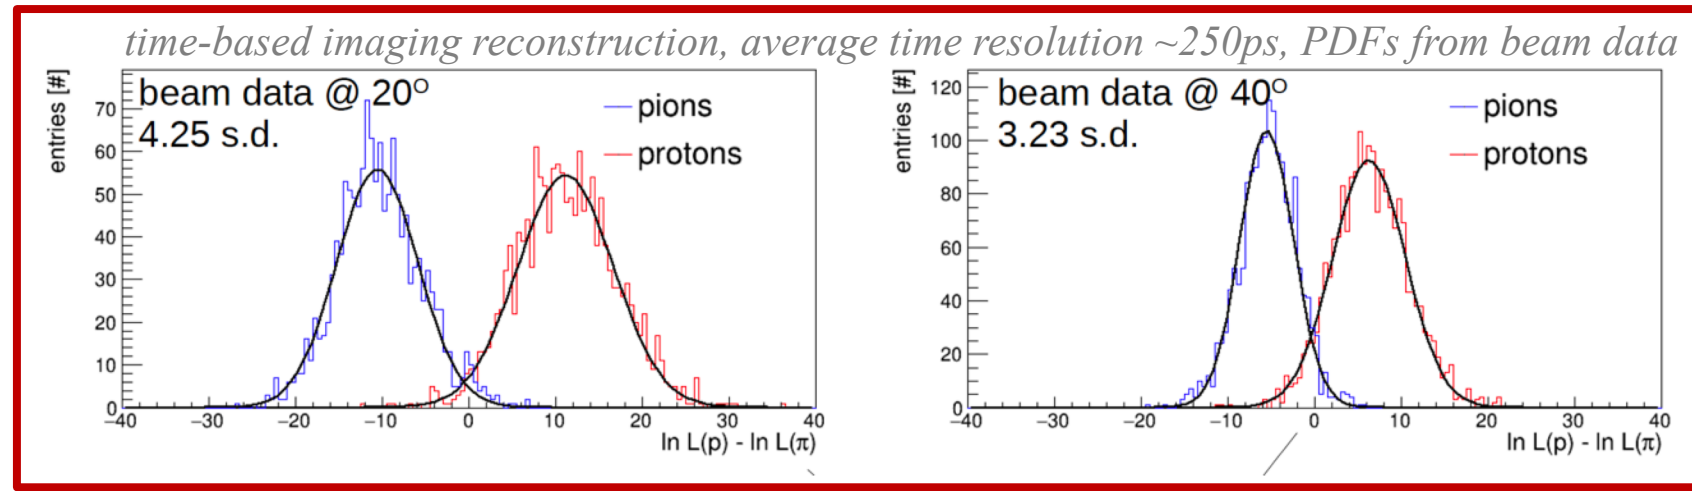 time-based imaging reconstruction, average time resolution ~250ps, PDFs from beam data
entries [#]
beam data @ 20°
4.25 s.d.
pions
protons
70
60
50
40
30
20
10
0
−40 −30 −20 −10 0 10 20 30 40
ln L(p) - ln L(π)
entries [#]
beam data @ 40°
3.23 s.d.
pions
protons
120
100
80
60
40
20
0
−40 −30 −20 −10 0 10 20 30 40
ln L(p) - ln L(π)